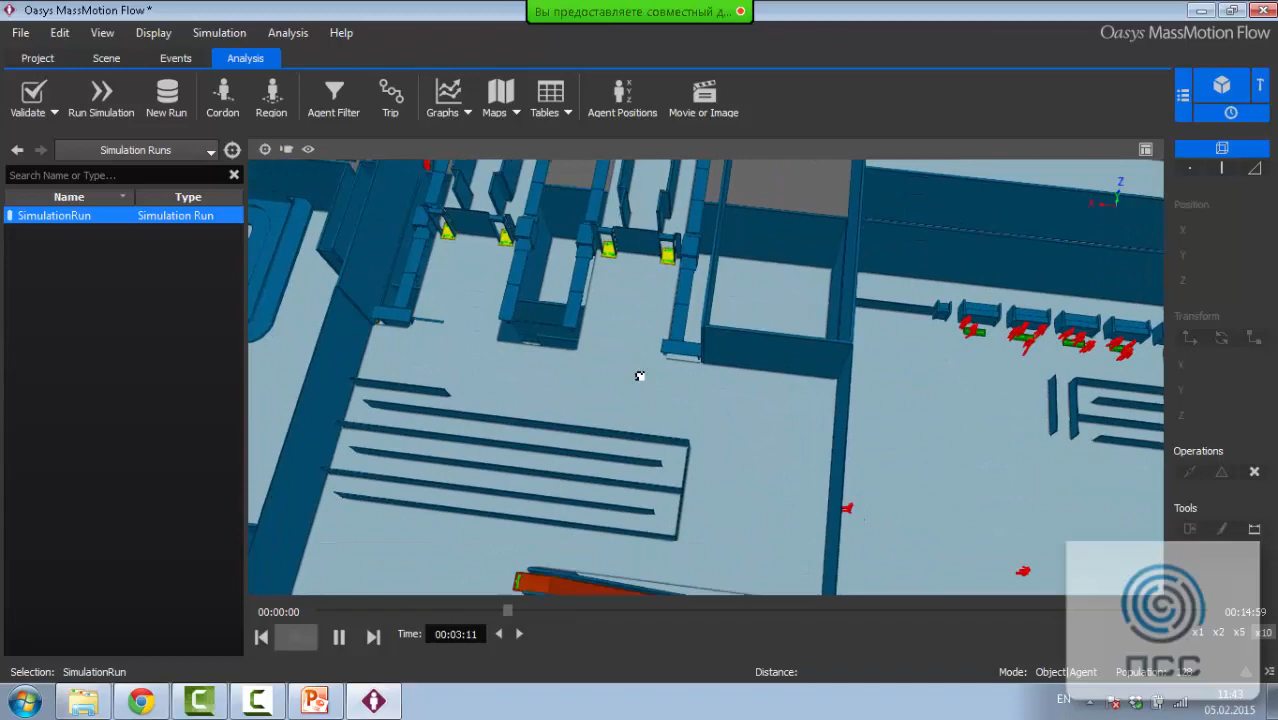 Oasys MassMotion Flow *
Вы предоставляете совместный д...
File Edit View Display Simulation Analysis Help
Oasys MassMotion Flow
Project Scene Events Analysis
Validate Run Simulation New Run Cordon Region Agent Filter Trip Graphs Maps Tables Agent Positions Movie or Image
Simulation Runs
Search Name or Type...
Name Type
SimulationRun Simulation Run
Z
X
Position
X
Y
Z
Transform
X
Y
Z
Operations
Tools
00:00:00 00:14:59
Time: 00:03:11
x1 x2 x5 x10
Selection: SimulationRun Distance: Mode: Object|Agent Population: 128
ПСС
EN
11:43
05.02.2015